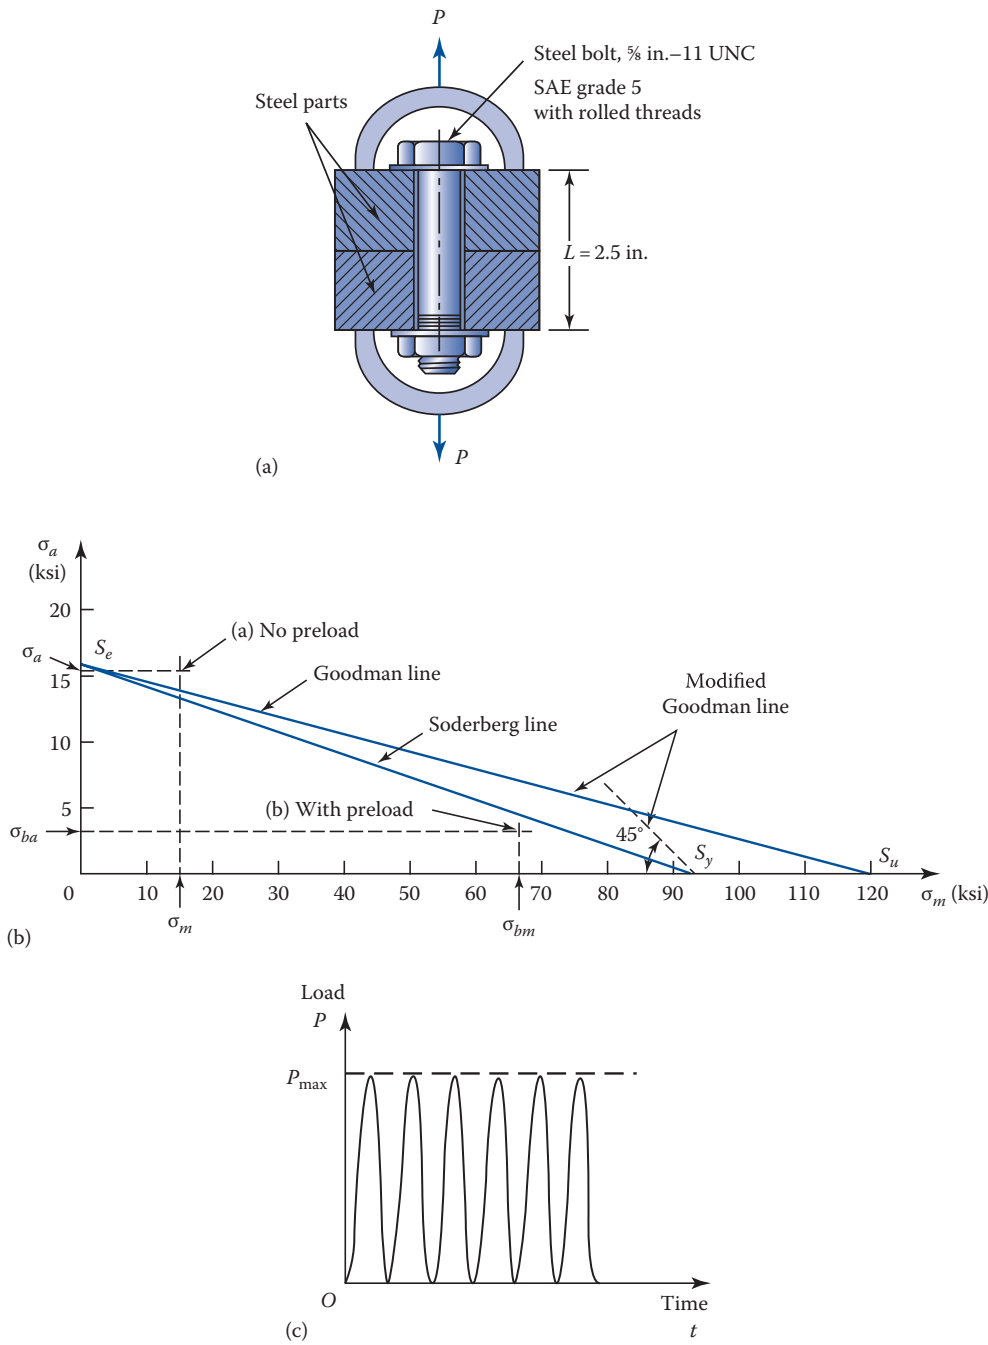 P
Steel bolt, ⅝ in.–11 UNC
SAE grade 5
with rolled threads
Steel parts
L = 2.5 in.
P
(a)
σa
(ksi)
20
15
10
5
0
σa
Se
(a) No preload
Goodman line
Soderberg line
Modified
Goodman line
(b) With preload
σba
45°
Sy
Su
10 20 30 40 50 60 70 80 90 100 110 120 σm (ksi)
σm
σbm
(b)
Load
P
Pmax
O
Time
t
(c)